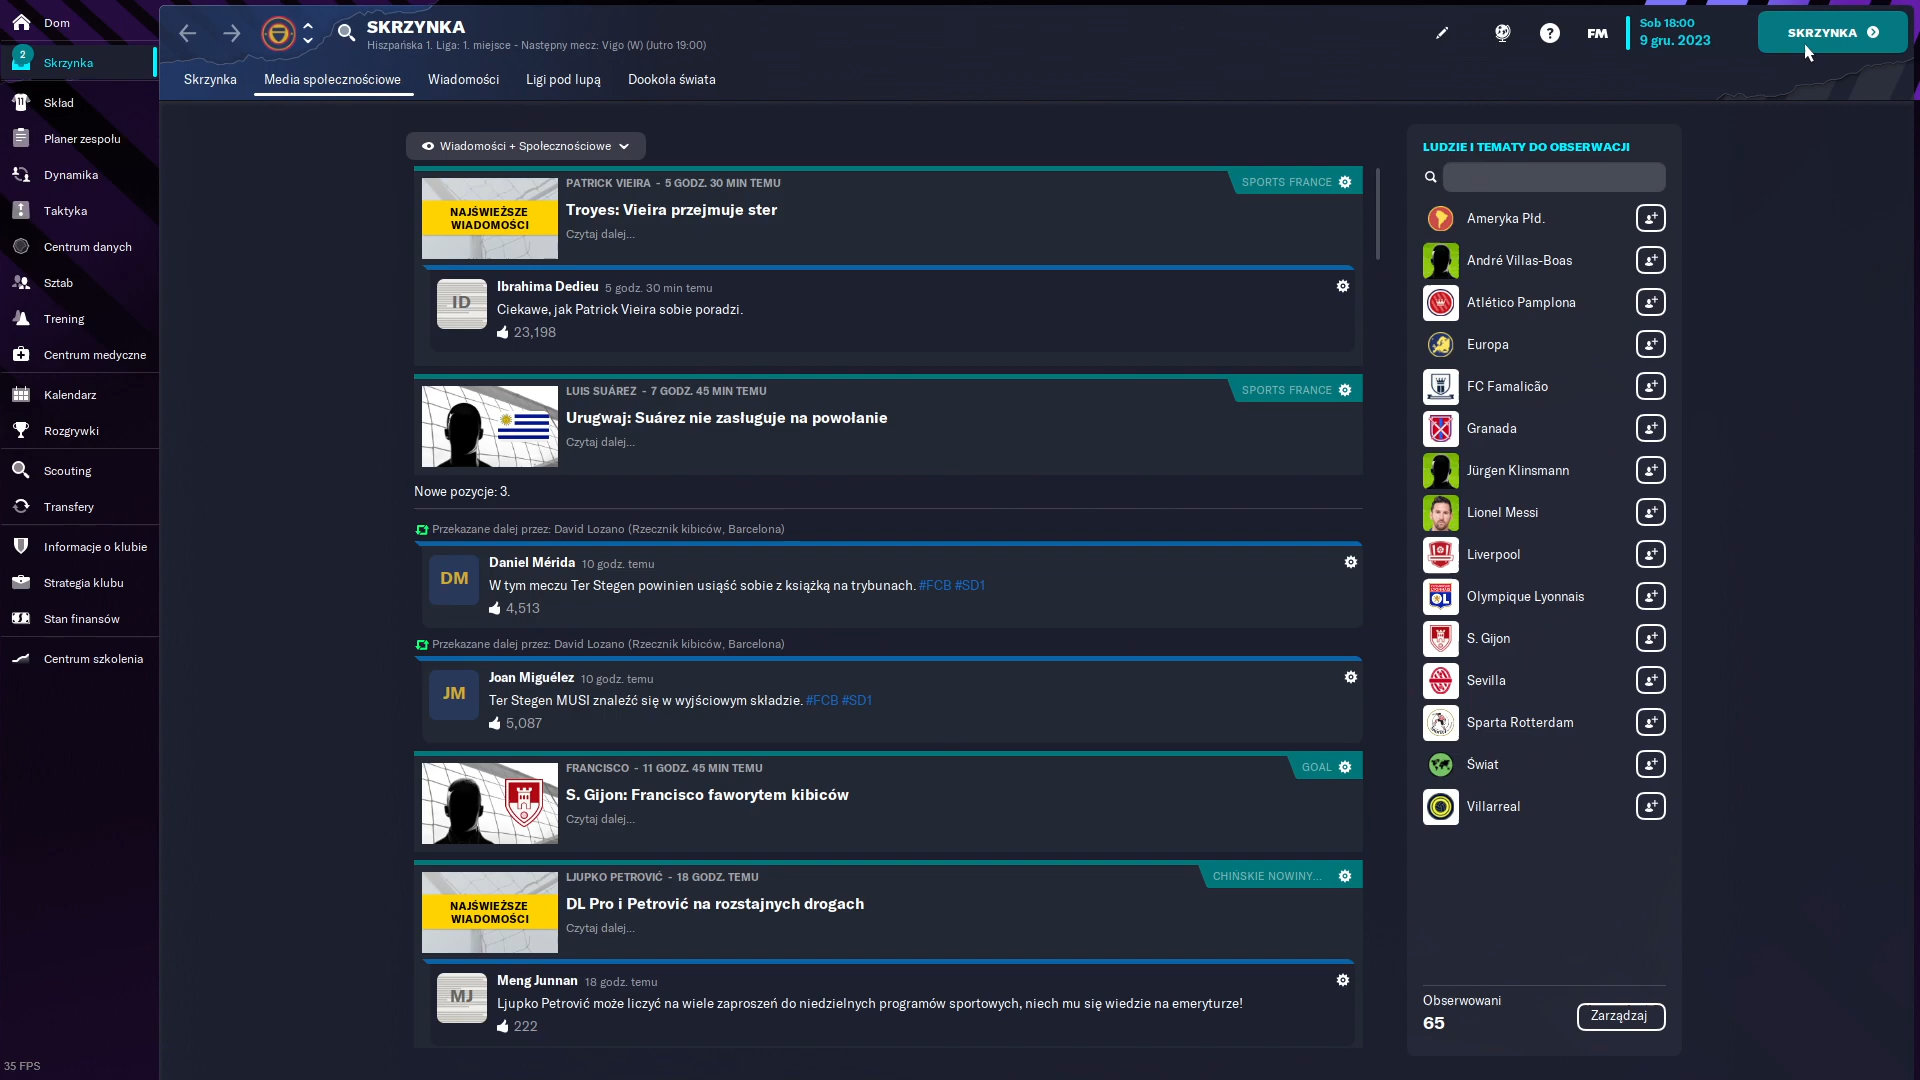 Dom
2
Skrzynka
Skład
Planer zespołu
Dynamika
Taktyka
Centrum danych
Sztab
Trening
Centrum medyczne
Kalendarz
Rozgrywki
Scouting
Transfery
Informacje o klubie
Strategia klubu
Stan finansów
Centrum szkolenia
35 FPS
SKRZYNKA
Hiszpańska 1. Liga: 1. miejsce - Następny mecz: Vigo (W) (Jutro 19:00)
FM
Sob 18:00
9 gru. 2023
SKRZYNKA
Skrzynka
Media społecznościowe
Wiadomości
Ligi pod lupą
Dookoła świata
Wiadomości + Społecznościowe
PATRICK VIEIRA - 5 GODZ. 30 MIN TEMU
SPORTS FRANCE
NAJŚWIEŻSZE
WIADOMOŚCI
Troyes: Vieira przejmuje ster
Czytaj dalej...
ID
Ibrahima Dedieu 5 godz. 30 min temu
Ciekawe, jak Patrick Vieira sobie poradzi.
23,198
LUIS SUÁREZ - 7 GODZ. 45 MIN TEMU
SPORTS FRANCE
Urugwaj: Suárez nie zasługuje na powołanie
Czytaj dalej...
Nowe pozycje: 3.
Przekazane dalej przez: David Lozano (Rzecznik kibiców, Barcelona)
DM
Daniel Mérida 10 godz. temu
W tym meczu Ter Stegen powinien usiąść sobie z książką na trybunach. #FCB #SD1
4,513
Przekazane dalej przez: David Lozano (Rzecznik kibiców, Barcelona)
JM
Joan Miguélez 10 godz. temu
Ter Stegen MUSI znaleźć się w wyjściowym składzie. #FCB #SD1
5,087
FRANCISCO - 11 GODZ. 45 MIN TEMU
GOAL
S. Gijon: Francisco faworytem kibiców
Czytaj dalej...
LJUPKO PETROVIĆ - 18 GODZ. TEMU
CHIŃSKIE NOWINY...
NAJŚWIEŻSZE
WIADOMOŚCI
DL Pro i Petrović na rozstajnych drogach
Czytaj dalej...
MJ
Meng Junnan 18 godz. temu
Ljupko Petrović może liczyć na wiele zaproszeń do niedzielnych programów sportowych, niech mu się wiedzie na emeryturze!
222
LUDZIE I TEMATY DO OBSERWACJI
Ameryka Płd.
André Villas-Boas
Atlético Pamplona
Europa
FC Famalicão
Granada
Jürgen Klinsmann
Lionel Messi
Liverpool
Olympique Lyonnais
S. Gijon
Sevilla
Sparta Rotterdam
Świat
Villarreal
Obserwowani
65
Zarządzaj